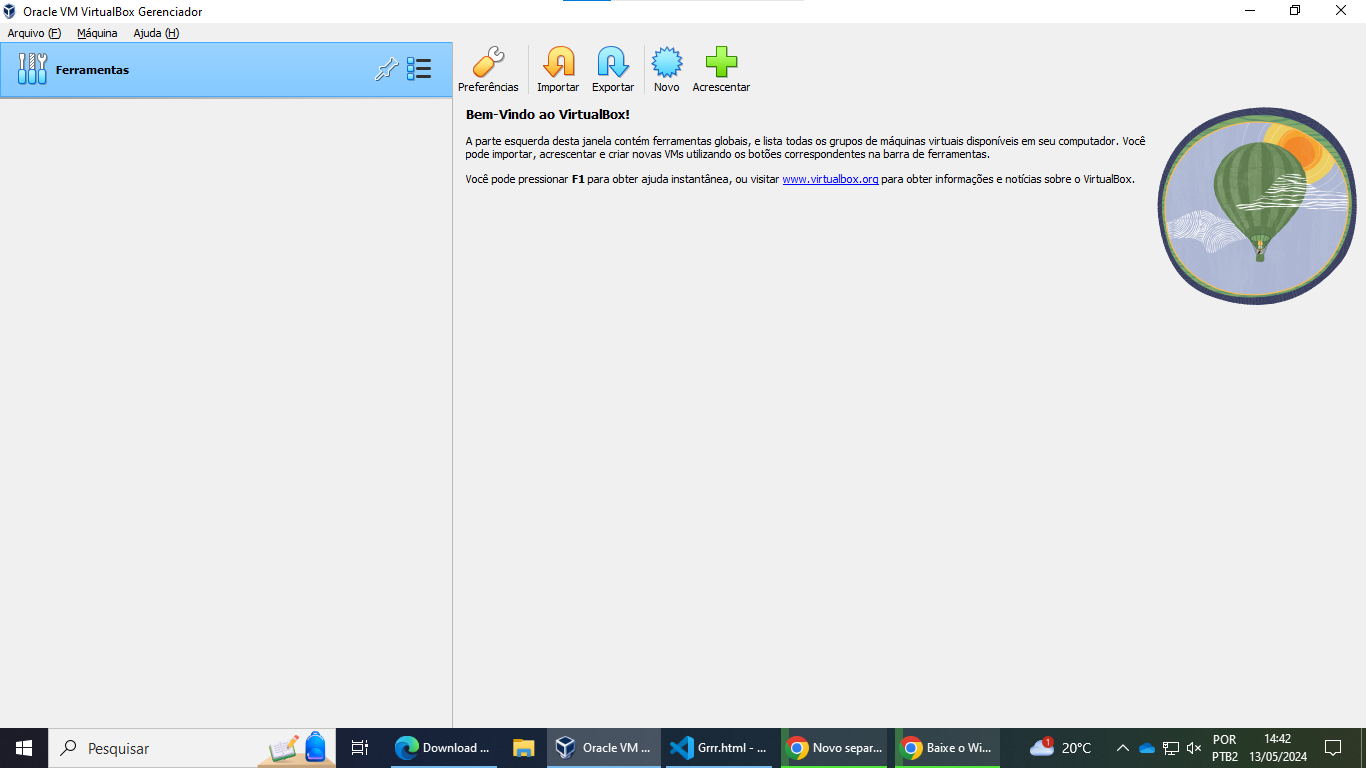 Oracle VM VirtualBox Gerenciador
Arquivo (F) Máquina Ajuda (H)
Ferramentas
Preferências Importar Exportar Novo Acrescentar
Bem-Vindo ao VirtualBox!
A parte esquerda desta janela contém ferramentas globais, e lista todas os grupos de máquinas virtuais disponíveis em seu computador. Você
pode importar, acrescentar e criar novas VMs utilizando os botões correspondentes na barra de ferramentas.
Você pode pressionar F1 para obter ajuda instantânea, ou visitar www.virtualbox.org para obter informações e notícias sobre o VirtualBox.
Pesquisar
Download ...
Oracle VM ...
Grrr.html - ...
Novo separ...
Baixe o Wi...
1
20°C
POR
PTB2
14:42
13/05/2024